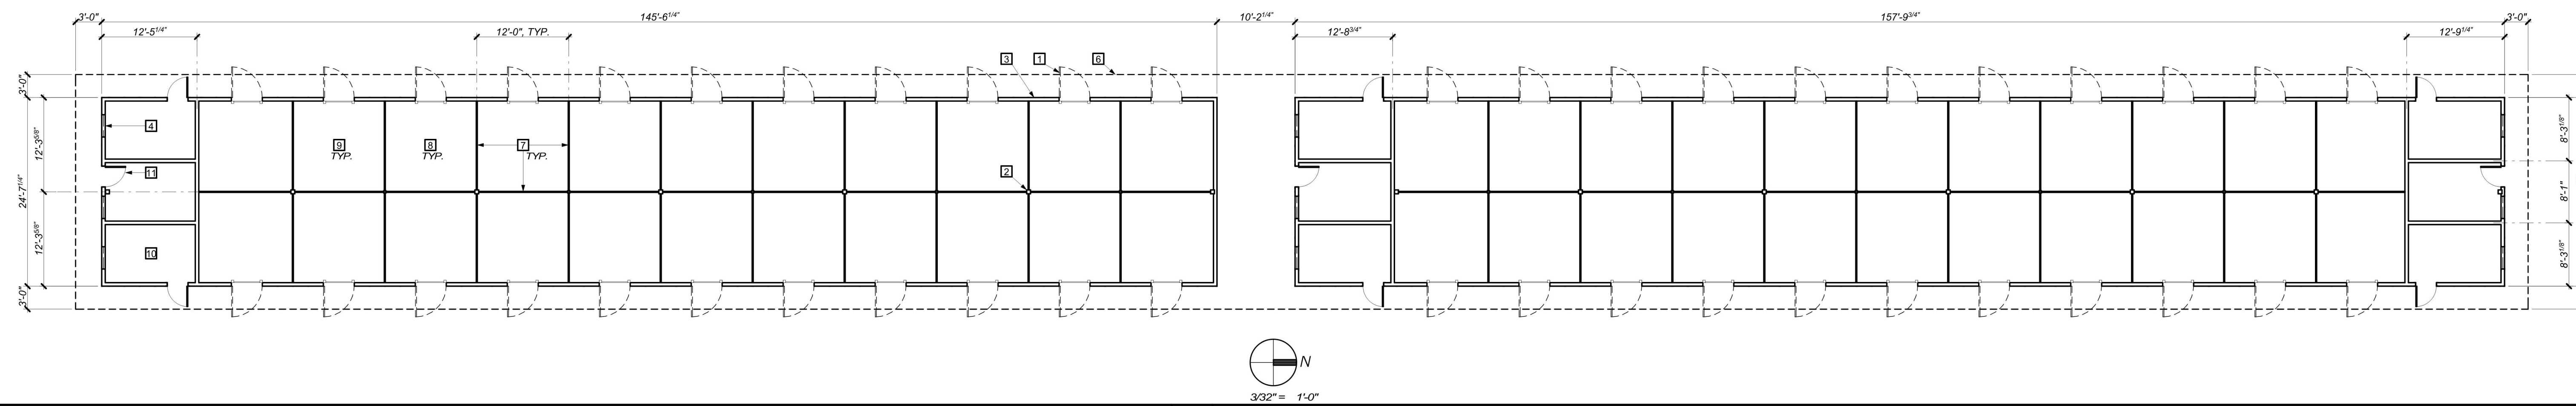 3'-0" 145'-6 1/4" 10'-2 1/4" 157'-9 3/4" 3'-0"
12'-5 1/4" 12'-0", TYP. 12'-8 3/4" 12'-9 1/4"
3 1 6
3'-0"
4
12'-3 5/8" 8'-3 1/8"
9 8 7
TYP. TYP. TYP.
11 2
24'-7 1/4" 8'-1"
12'-3 5/8"
10 8'-3 1/8"
3'-0"
N
3/32" = 1'-0"